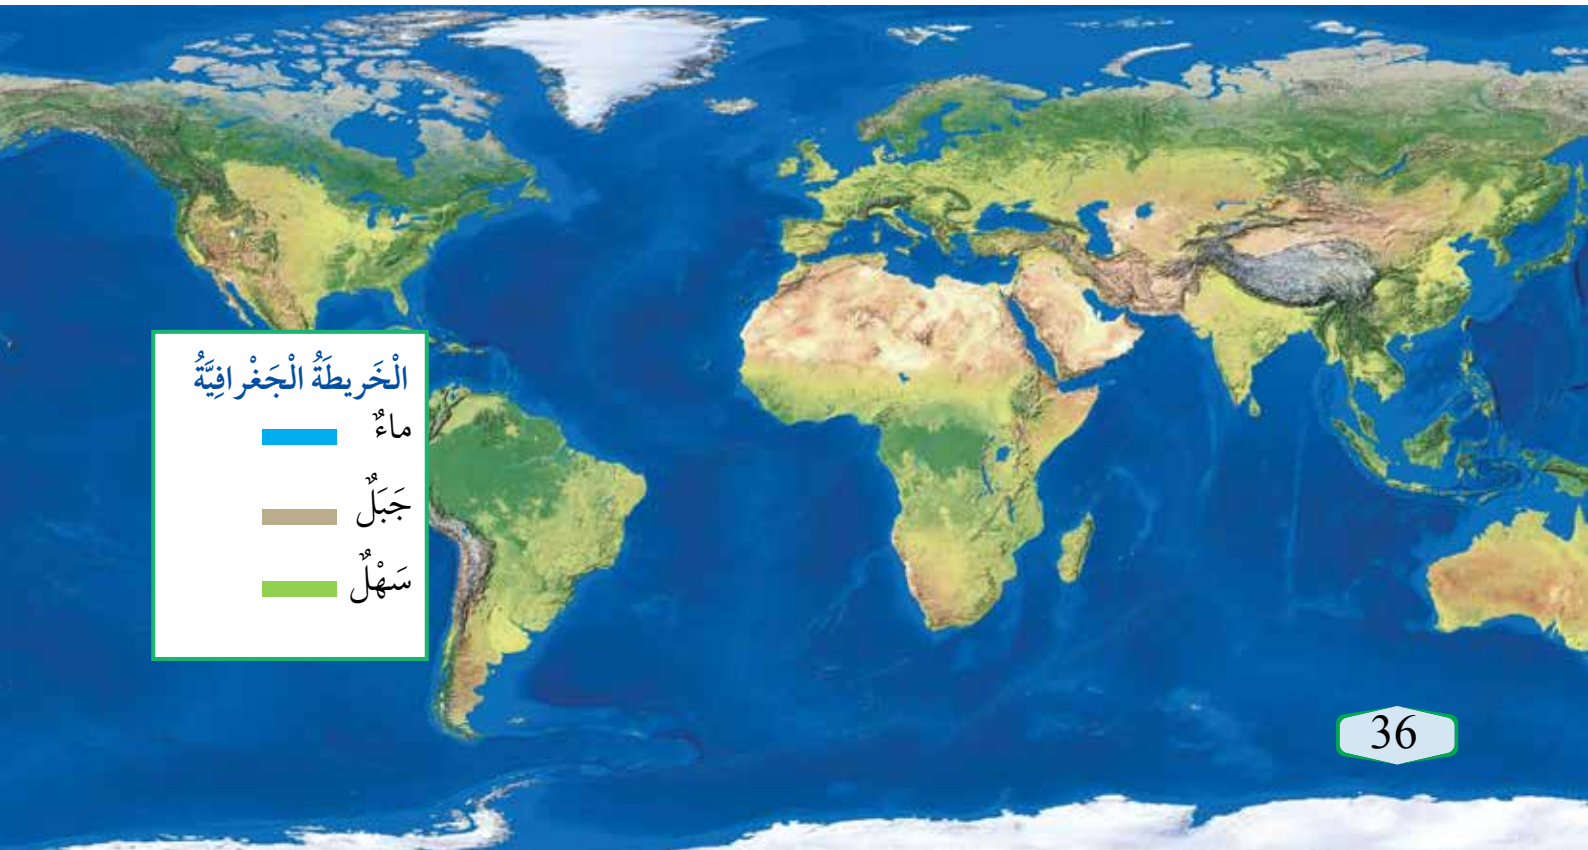 الْخَريطَةُ الْجَغْرافِيَّةُ
ماءٌ
جَبَلٌ
سَهْلٌ
36